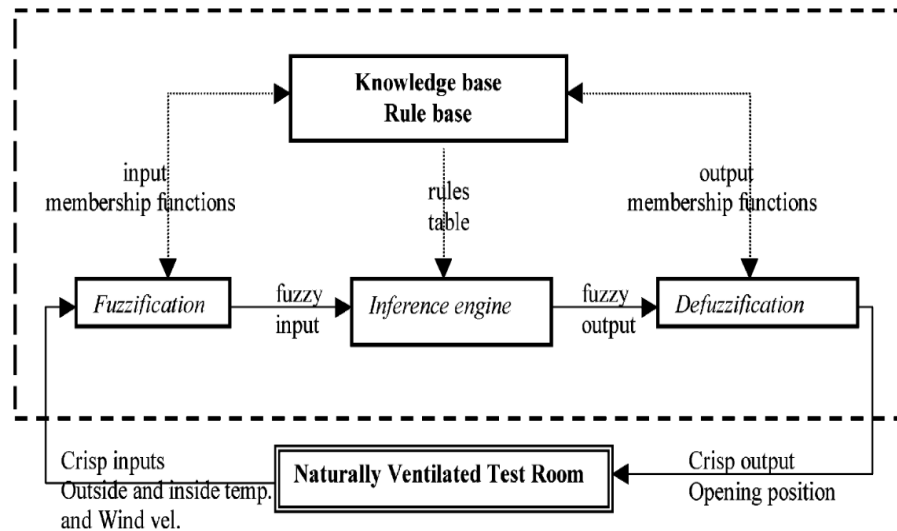 Knowledge base
Rule base
input
membership functions
rules
table
output
membership functions
Fuzzification
fuzzy
input
Inference engine
fuzzy
output
Defuzzification
Crisp inputs
Outside and inside temp.
and Wind vel.
Naturally Ventilated Test Room
Crisp output
Opening position